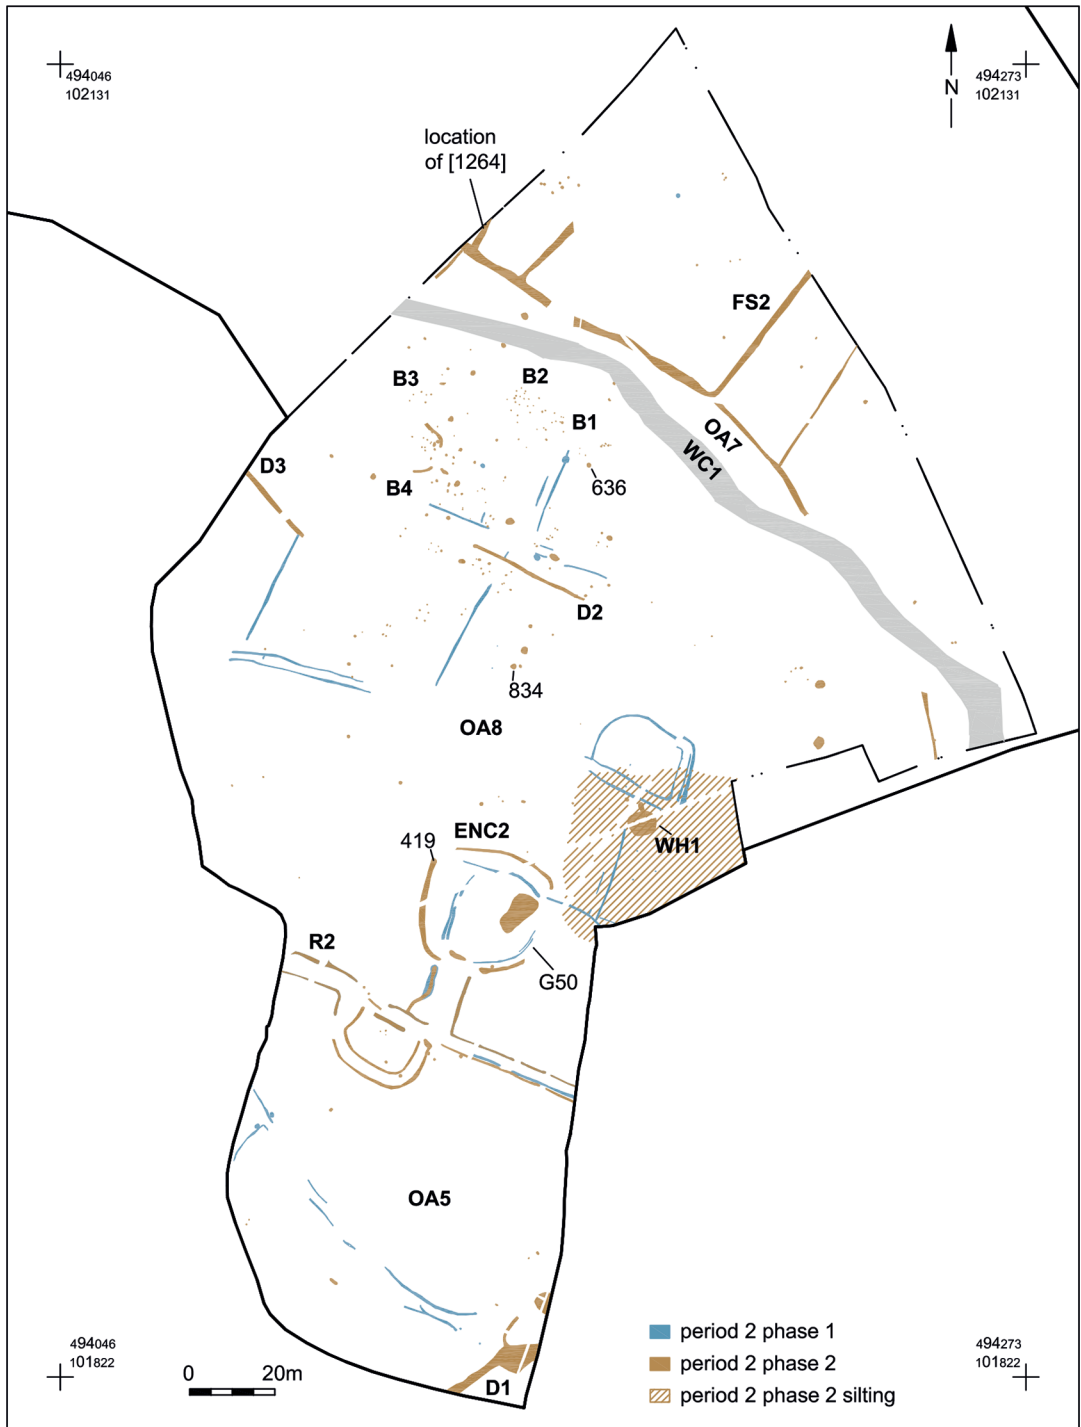 494046
102131
N
494273
102131
location
of [1264]
FS2
B3
B2
B1
OA7
WC1
D3
B4
636
D2
834
OA8
ENC2
419
WH1
R2
G50
OA5
494046
101822
0 20m
D1
period 2 phase 1
period 2 phase 2
period 2 phase 2 silting
494273
101822